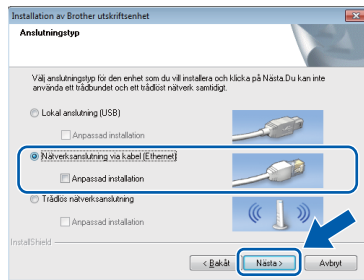 Installation av Brother utskriftsenhet
Anslutningstyp
Välj anslutningstyp för den enhet som du vill installera och klicka på Nästa.Du kan inte
använda ett trådbundet och ett trådlöst nätverk samtidigt.
Lokal anslutning (USB)
Anpassad installation
Nätverksanslutning via kabel (Ethernet)
Anpassad installation
Trådlös nätverksanslutning
Anpassad installation
InstallShield
< Bakåt
Nästa >
Avbryt